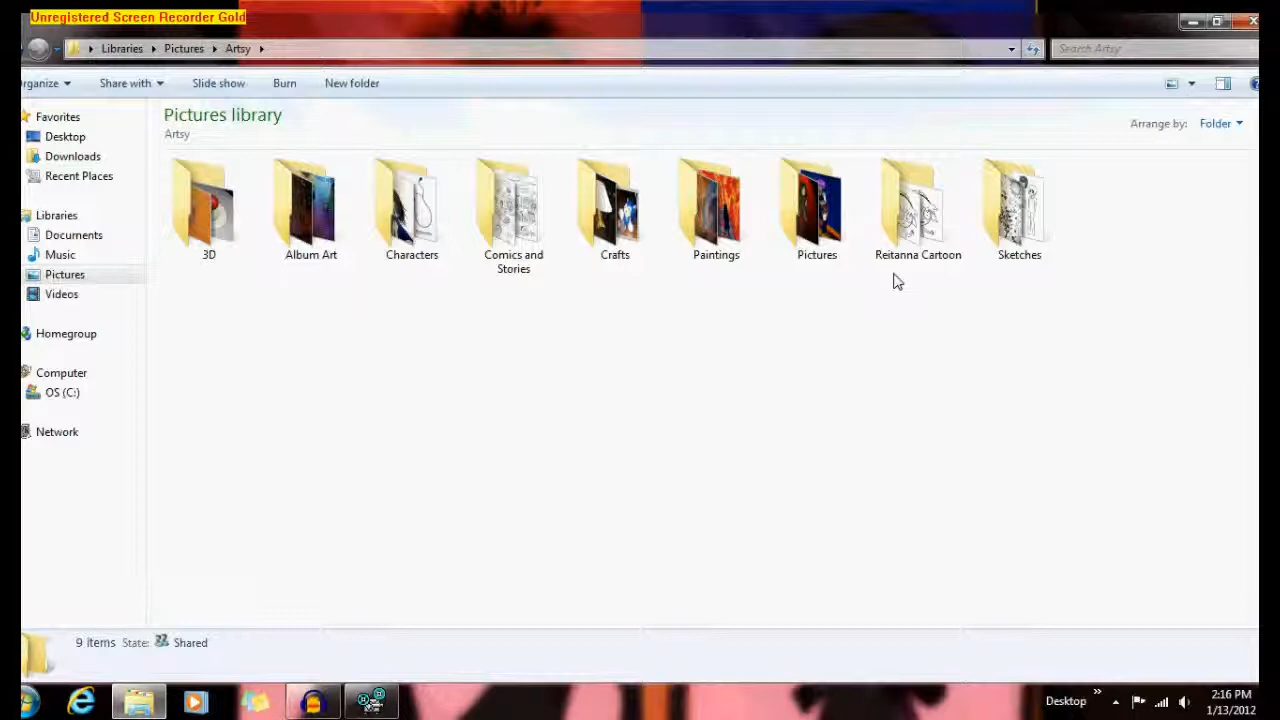 Unregistered Screen Recorder Gold
Libraries Pictures Artsy
Search Artsy
rganize Share with Slide show Burn New folder
Favorites
Desktop
Downloads
Recent Places
Libraries
Documents
Music
Pictures
Videos
Homegroup
Computer
OS (C:)
Network
Pictures library
Artsy
Arrange by: Folder
3D
Album Art
Characters
Comics and
Stories
Crafts
Paintings
Pictures
Reitanna Cartoon
Sketches
9 items State: Shared
Desktop
2:16 PM
1/13/2012